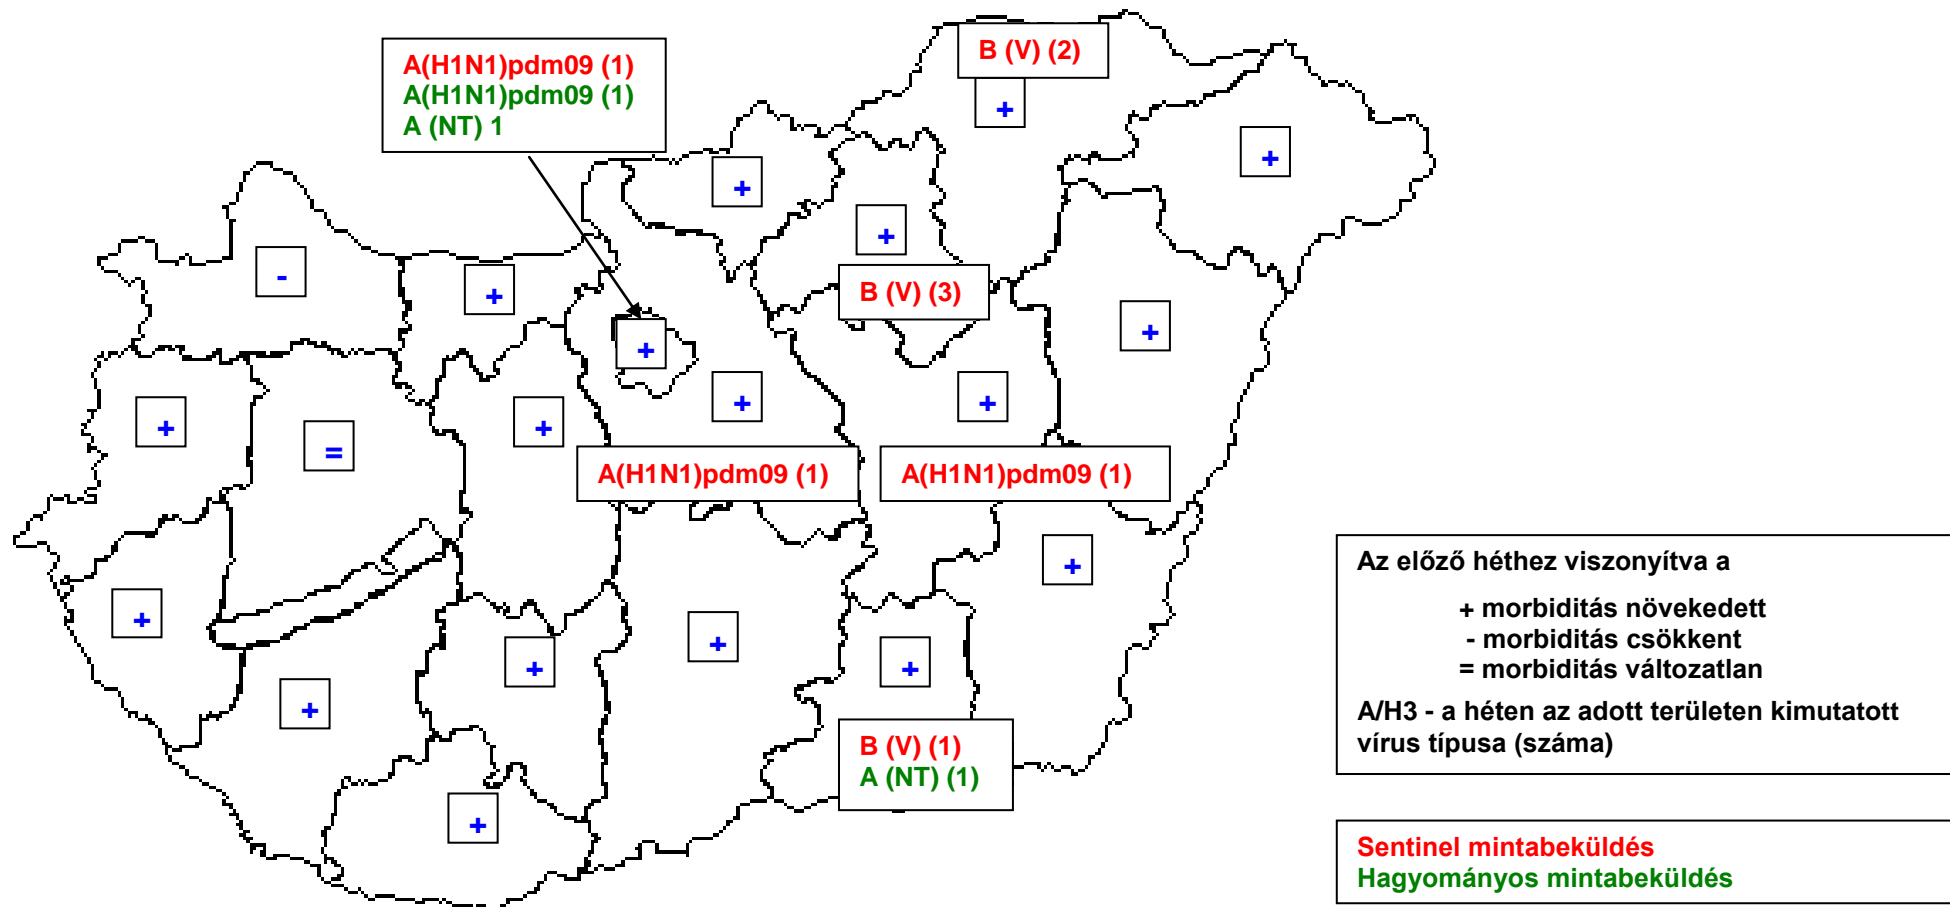 A(H1N1)pdm09 (1)
A(H1N1)pdm09 (1)
A (NT) 1
B (V) (2)
+
+
+
+
-
+
B (V) (3)
+
+
+
+
+
+
=
A(H1N1)pdm09 (1)
A(H1N1)pdm09 (1)
+
+
+
+
+
+
B (V) (1)
A (NT) (1)
+
Az előző héthez viszonyítva a
+ morbiditás növekedett
- morbiditás csökkent
= morbiditás változatlan
A/H3 - a héten az adott területen kimutatott
vírus típusa (száma)
Sentinel mintabeküldés
Hagyományos mintabeküldés